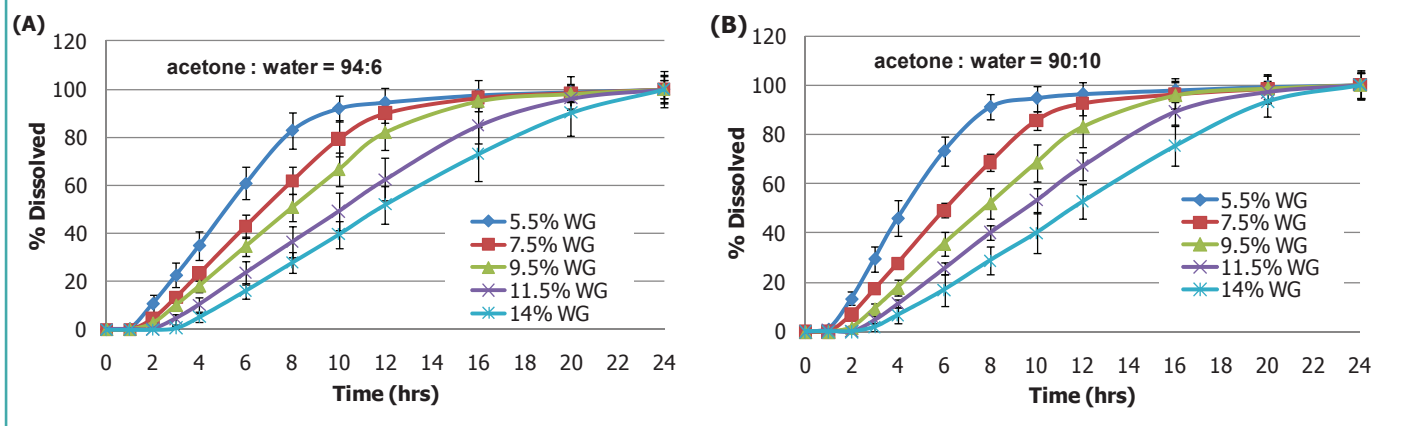 (A)
acetone : water = 94:6
% Dissolved
120
100
80
60
40
20
0
5.5% WG
7.5% WG
9.5% WG
11.5% WG
14% WG
0 2 4 6 8 10 12 14 16 18 20 22 24
Time (hrs)
(B)
acetone : water = 90:10
% Dissolved
120
100
80
60
40
20
0
5.5% WG
7.5% WG
9.5% WG
11.5% WG
14% WG
0 2 4 6 8 10 12 14 16 18 20 22 24
Time (hrs)